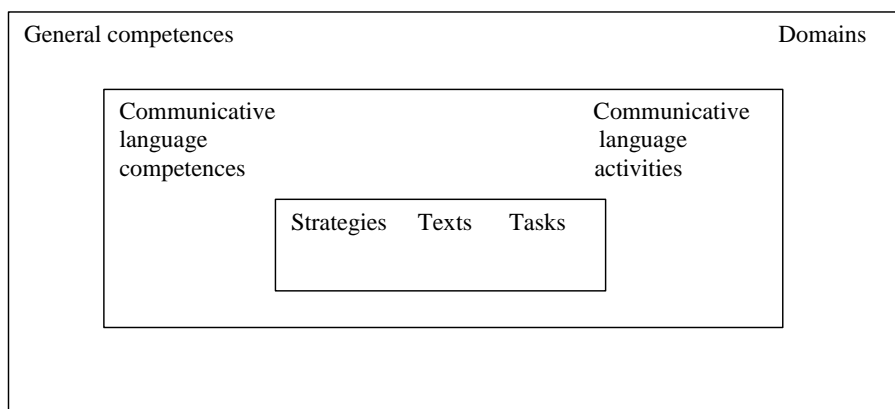 General competences Domains
Communicative Communicative
language language
competences activities
Strategies Texts Tasks